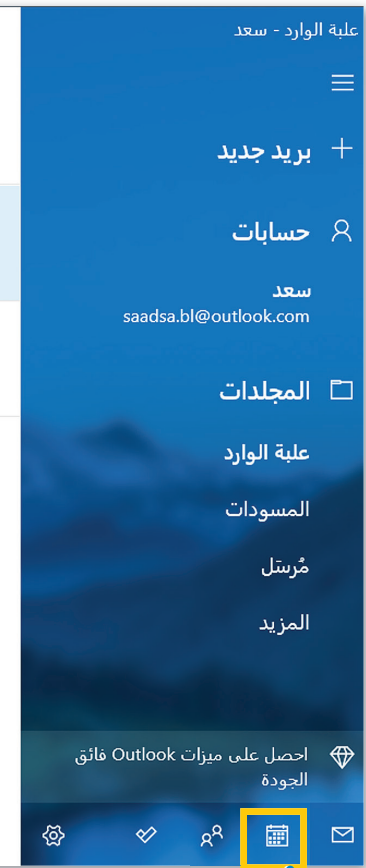 علبة الوارد - سعد
بريد جديد
حسابات
سعد
saadsa.bl@outlook.com
المجلدات
علبة الوارد
المسودات
مُرسَل
المزيد
احصل على ميزات Outlook فائق
الجودة